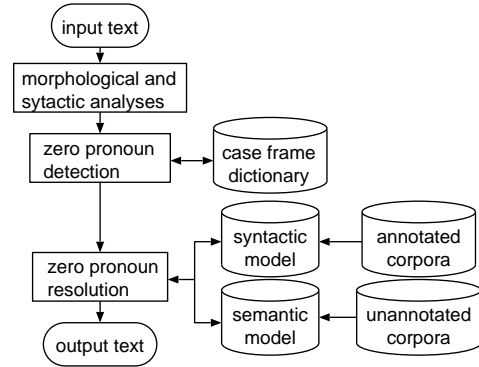 input text
morphological and
sytactic analyses
zero pronoun
detection
case frame
dictionary
syntactic
model
annotated
corpora
zero pronoun
resolution
semantic
model
unannotated
corpora
output text